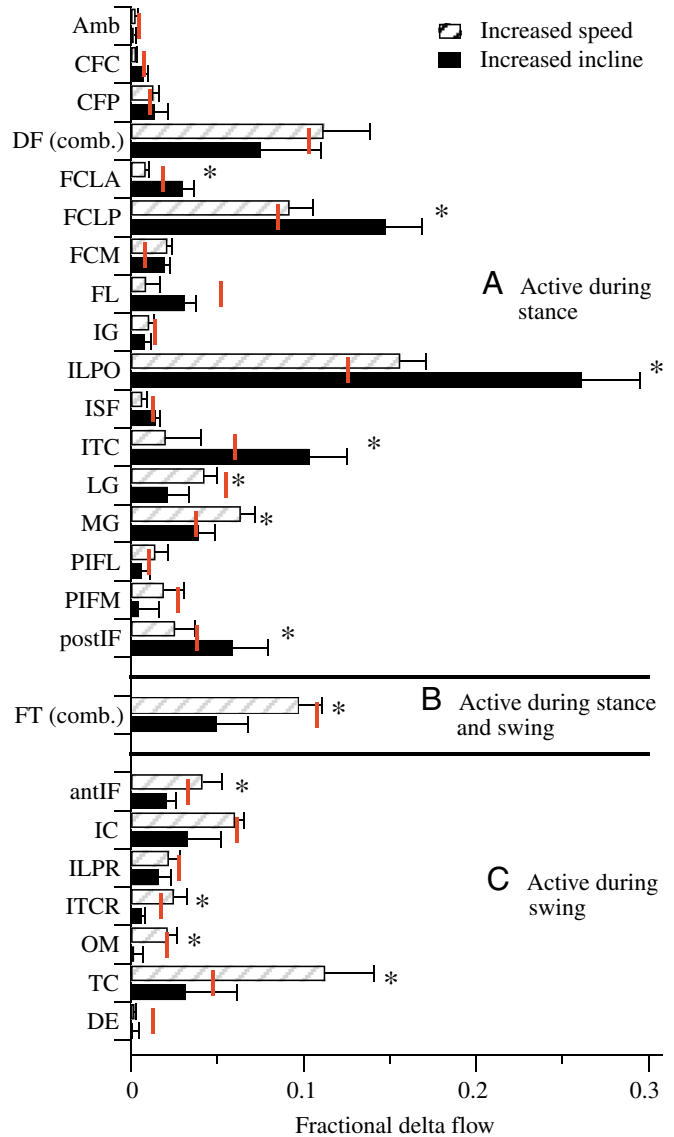 Amb
Increased speed
CFC
Increased incline
CFP
DF (comb.)
FCLA
*
FCLP
*
FCM
FL
A Active during
stance
IG
ILPO
*
ISF
ITC
*
LG
*
MG
*
PIFL
PIFM
postIF
*
FT (comb.)
*
B Active during stance
and swing
antIF
*
IC
ILPR
C Active during
swing
ITCR
*
OM
*
TC
*
DE
0 0.1 0.2 0.3
Fractional delta flow